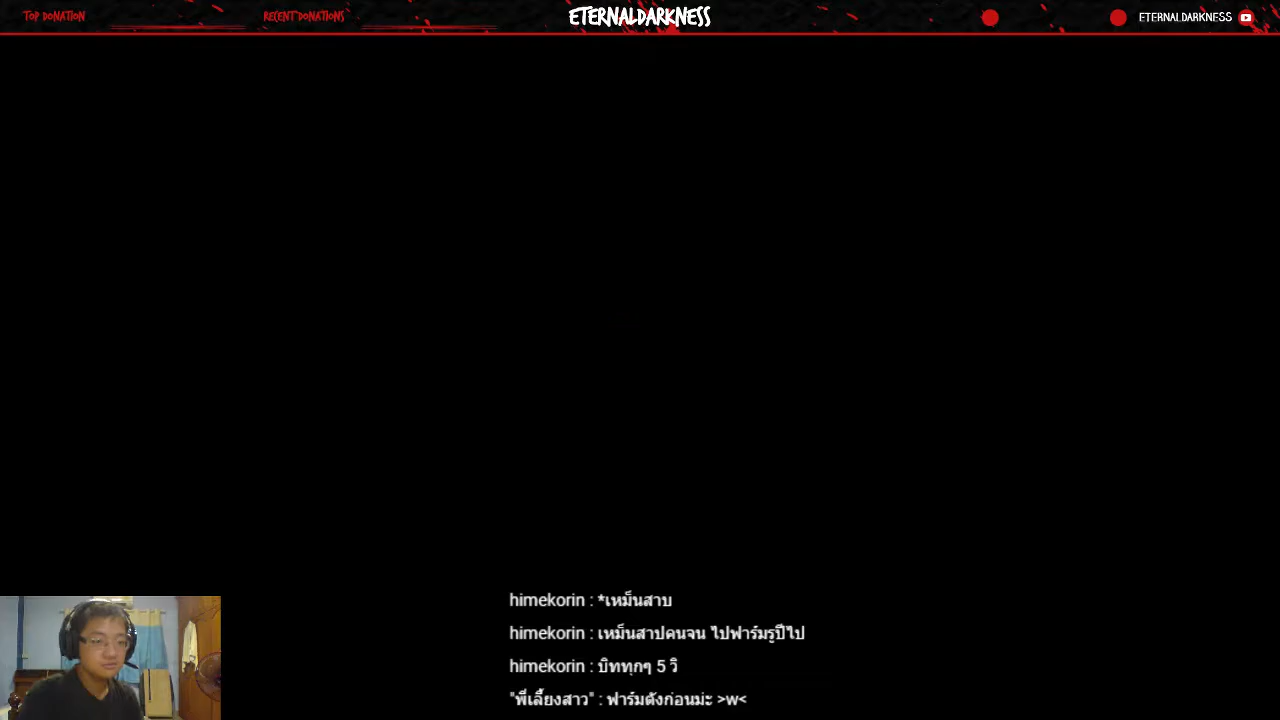 TOP DONATION
RECENT DONATIONS
ETERNALDARKNESS
ETERNALDARKNESS
himekorin : *เหม็นสาบ
himekorin : เหม็นสาปคนจน ไปฟาร์มรูปีไป
himekorin : บิททุกๆ 5 วิ
"พี่เลี้ยงสาว" : ฟาร์มตังก่อนม่ะ >w<